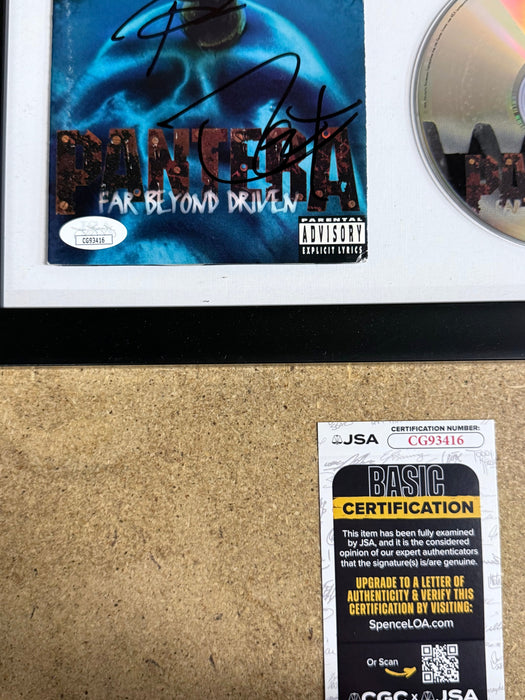 PANTERA
FAR BEYOND DRIVEN
CG93416
PARENTAL
ADVISORY
EXPLICIT LYRICS
JSA
CERTIFICATION NUMBER:
CG93416
BASIC
CERTIFICATION
This item has been fully examined
by JSA, and it is the considered
opinion of our expert authenticators
that the signature(s) is/are genuine.
UPGRADE TO A LETTER OF
AUTHENTICITY & VERIFY THIS
CERTIFICATION BY VISITING:
SpenceLOA.com
Or Scan
CGC x JSA